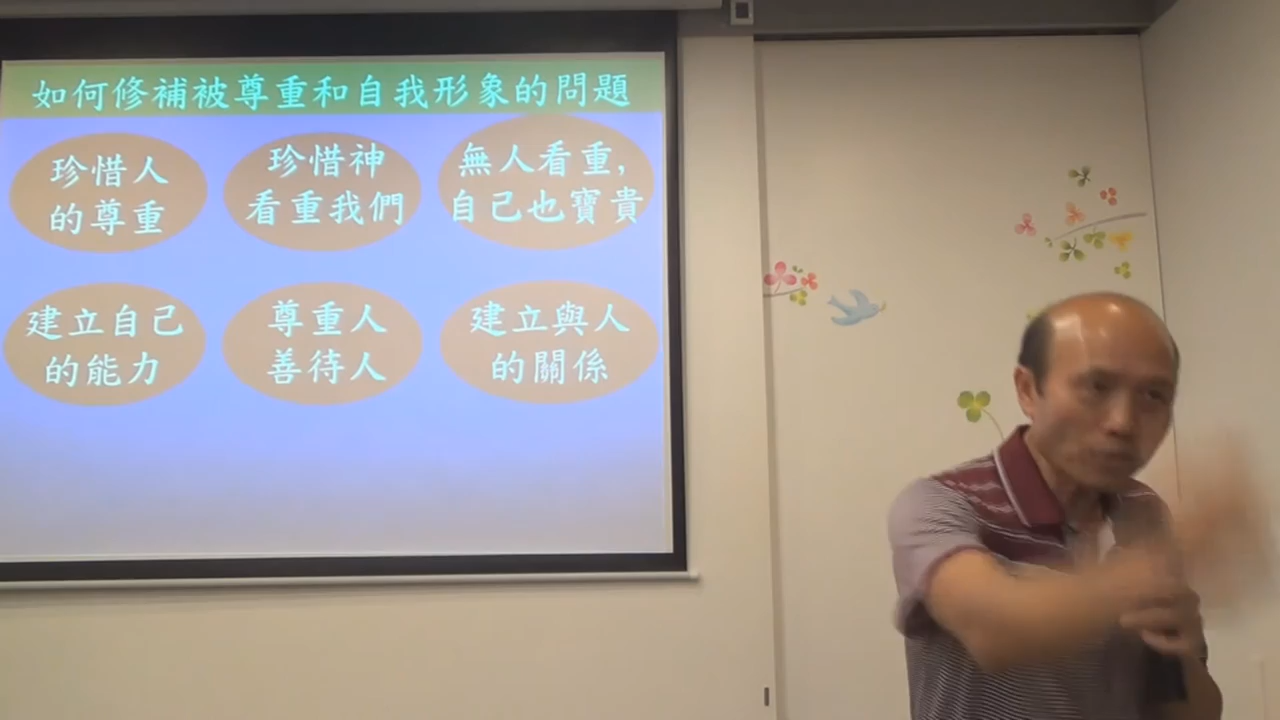 如何修補被尊重和自我形象的問題
珍惜人
的尊重
珍惜神
看重我們
無人看重,
自己也寶貴
建立自己
的能力
尊重人
善待人
建立與人
的關係